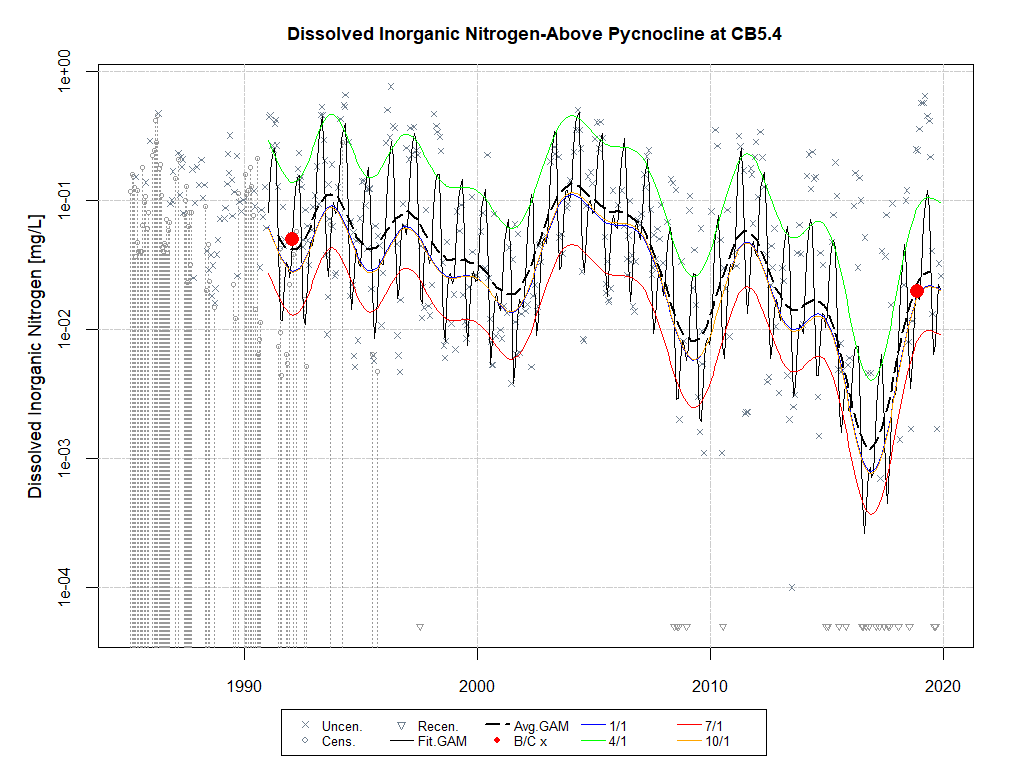 Dissolved Inorganic Nitrogen-Above Pycnocline at CB5.4
Dissolved Inorganic Nitrogen [mg/L]
1e+00
1e-01
1e-02
1e-03
1e-04
1990 2000 2010 2020
Uncen. Recen. Avg.GAM 1/1 7/1
Cens. Fit.GAM B/C x 4/1 10/1